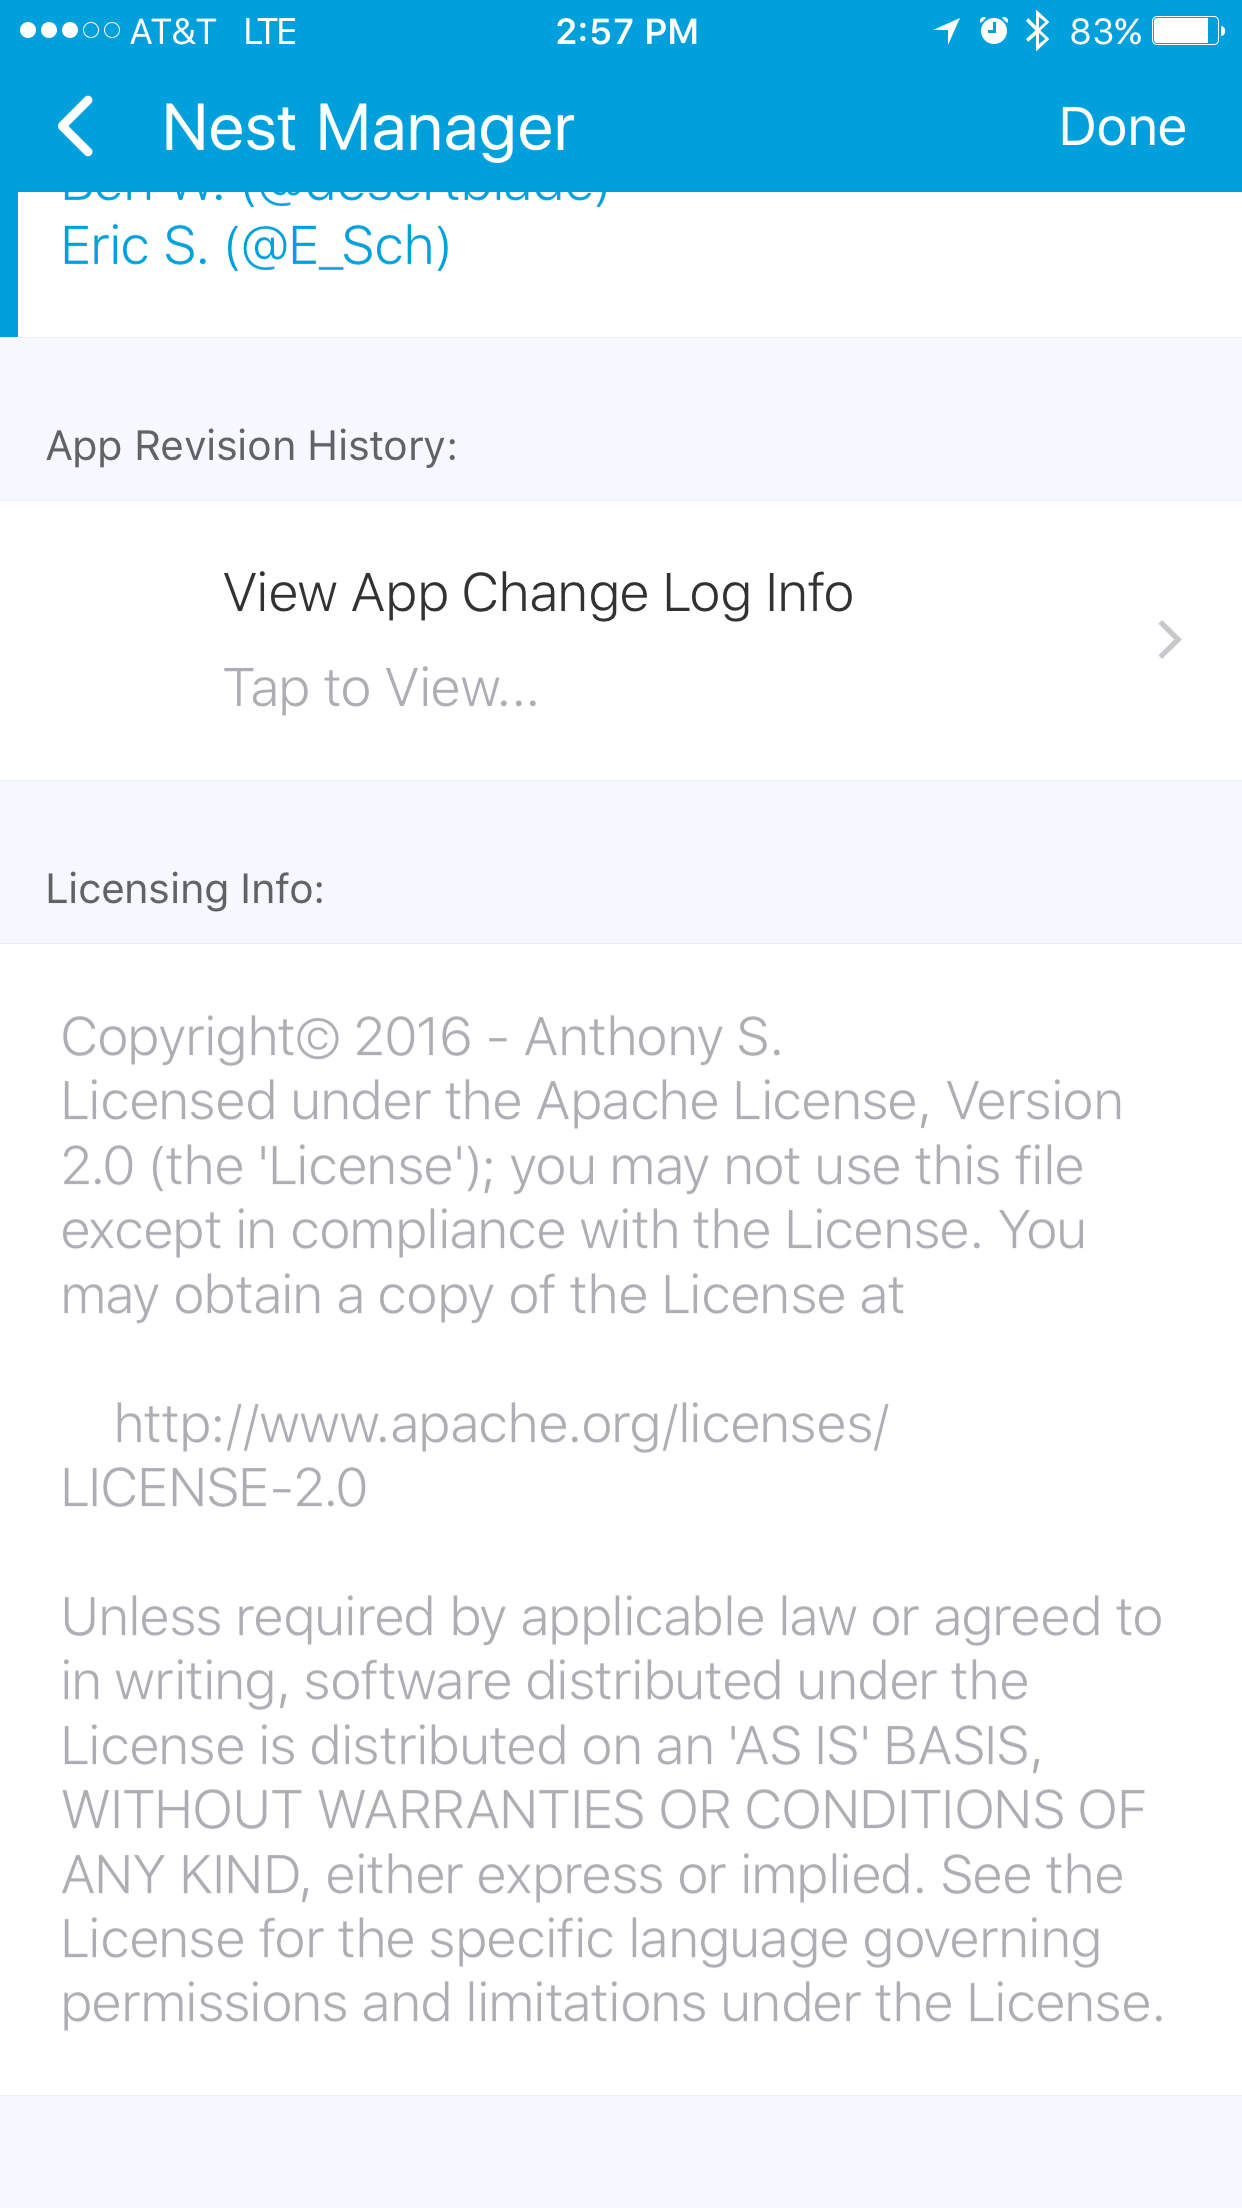 AT&T LTE 2:57 PM 83%
Nest Manager Done
Ben W. (@desertblade)
Eric S. (@E_Sch)
App Revision History:
View App Change Log Info
Tap to View...
Licensing Info:
Copyright© 2016 - Anthony S.
Licensed under the Apache License, Version
2.0 (the 'License'); you may not use this file
except in compliance with the License. You
may obtain a copy of the License at
http://www.apache.org/licenses/
LICENSE-2.0
Unless required by applicable law or agreed to
in writing, software distributed under the
License is distributed on an 'AS IS' BASIS,
WITHOUT WARRANTIES OR CONDITIONS OF
ANY KIND, either express or implied. See the
License for the specific language governing
permissions and limitations under the License.